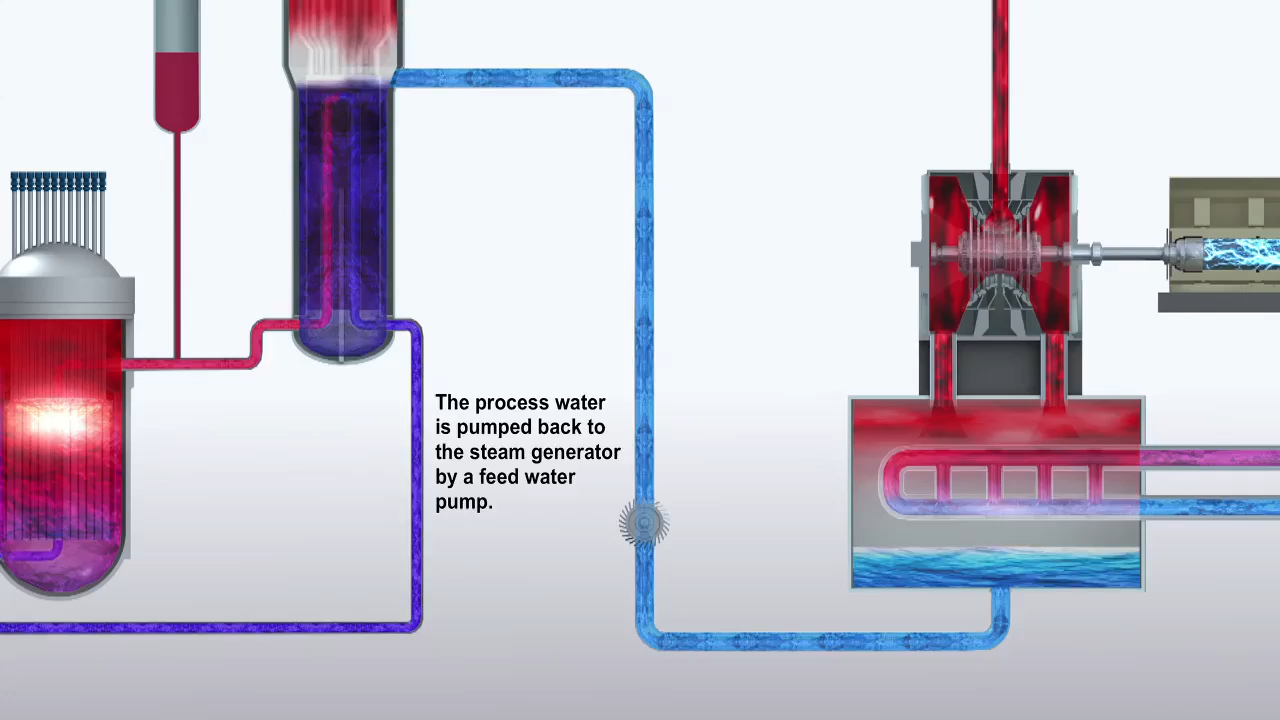 The process water
is pumped back to
the steam generator
by a feed water
pump.